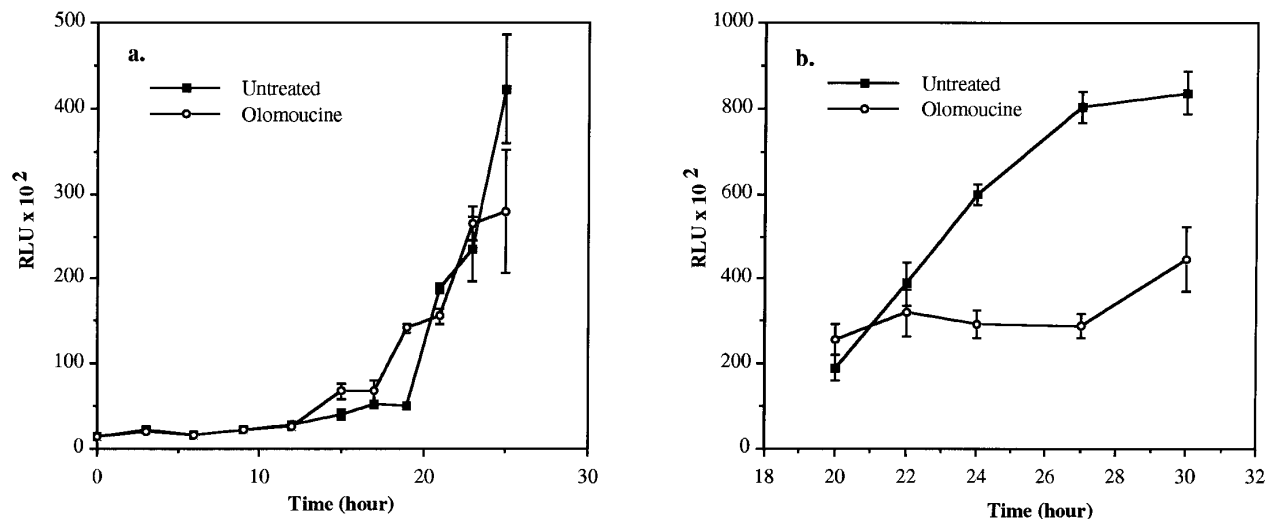 a.
Untreated
Olomoucine
500
400
300
200
100
0
0 10 20 30
RLU x 10 2
Time (hour)
b.
Untreated
Olomoucine
1000
800
600
400
200
0
18 20 22 24 26 28 30 32
RLU x 10 2
Time (hour)